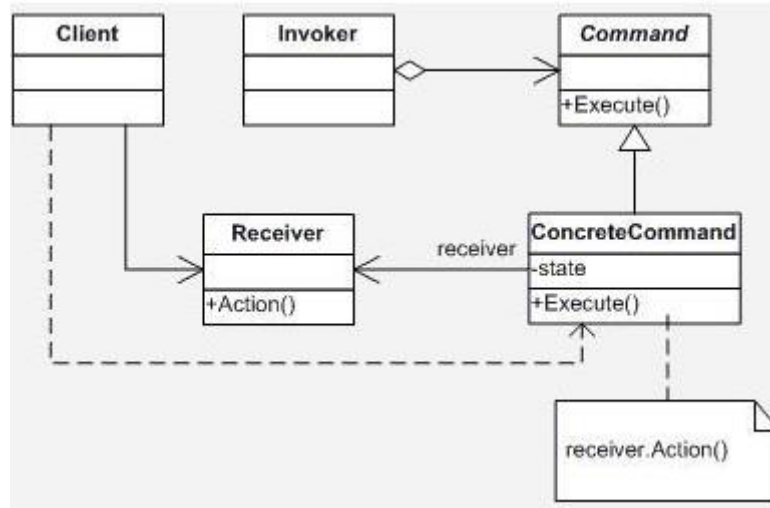 Client
Invoker
Command
+Execute()
Receiver
+Action()
receiver
ConcreteCommand
-state
+Execute()
receiver.Action()